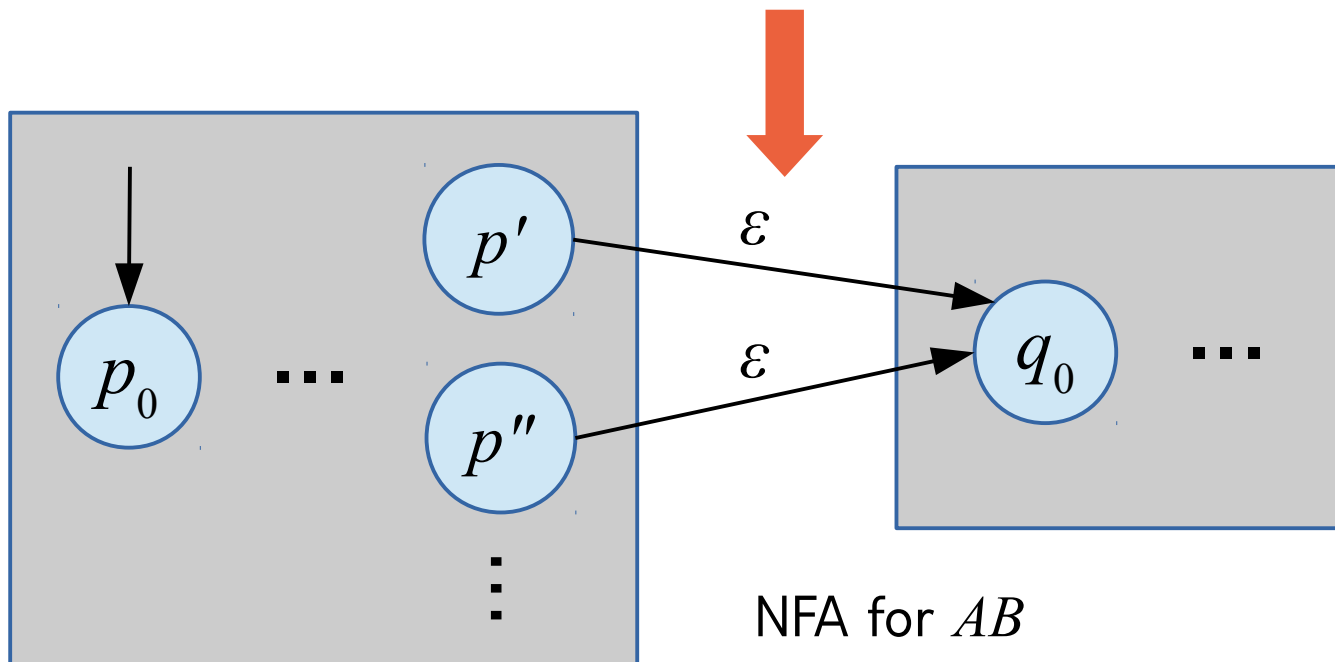 p′
ε
p₀
...
p″
ε
q₀
...
NFA for AB